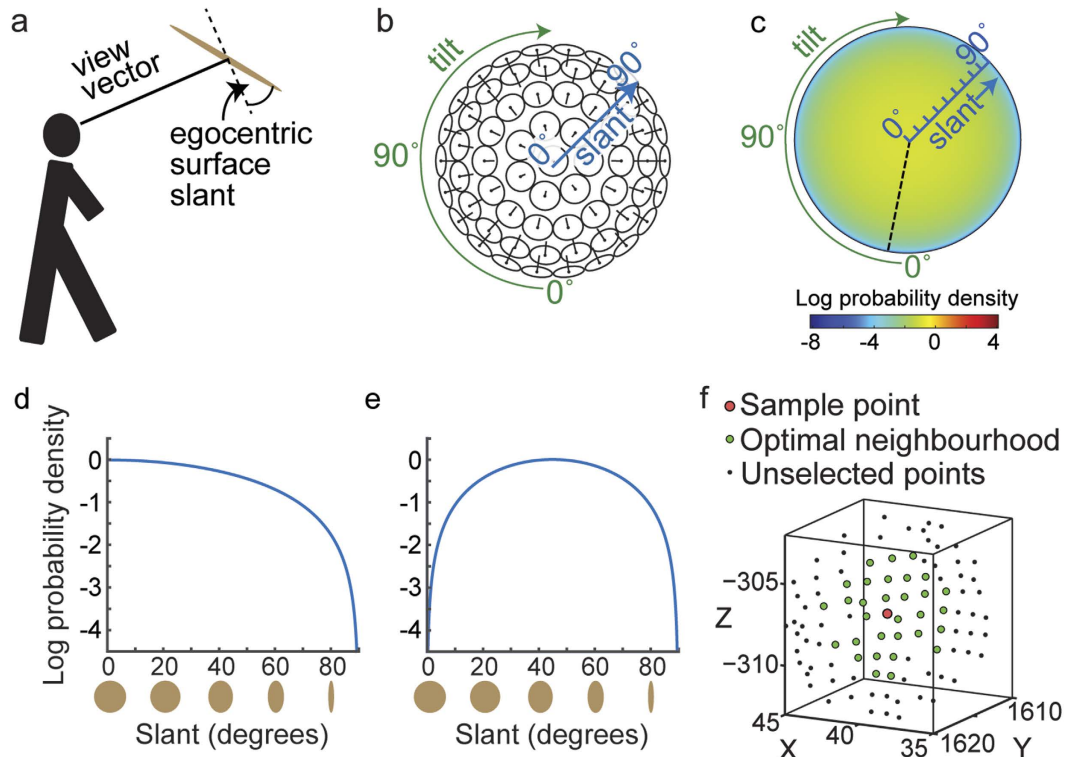 a
view
vector
egocentric
surface
slant
b
tilt
90°
0°
slant
90°
0°
c
tilt
90°
0°
slant
90°
0°
Log probability density
-8 -4 0 4
d
Log probability density
0
-1
-2
-3
-4
0 20 40 60 80
Slant (degrees)
e
0
-1
-2
-3
-4
0 20 40 60 80
Slant (degrees)
f
Sample point
Optimal neighbourhood
Unselected points
−305
Z
−310
45
X
40
35
1620
Y
1610